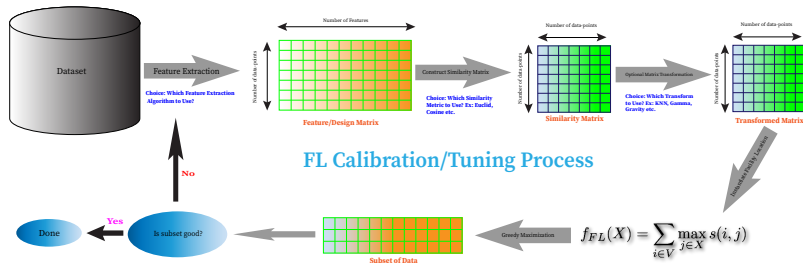 Number of Features
Number of data-points
Number of data-points
Dataset
Feature Extraction
Number of data-points
Construct Similarity Matrix
Number of data-points
Optional Metric Transformation
Number of data-points
Choice: Which Feature Extraction
Algorithm to Use?
Choice: Which Similarity
Metric to Use? Ex: Euclid,
Cosine etc.
Choice: Which Transform
to Use? Ex: KNN, Gamma,
Gravity etc.
Feature/Design Matrix
Similarity Matrix
Transformed Matrix
FL Calibration/Tuning Process
Instantiate Facility Location
No
Yes
Done
Is subset good?
Greedy Maximization
f_{FL}(X) = ∑_{i∈V} max_{j∈X} s(i, j)
Subset of Data